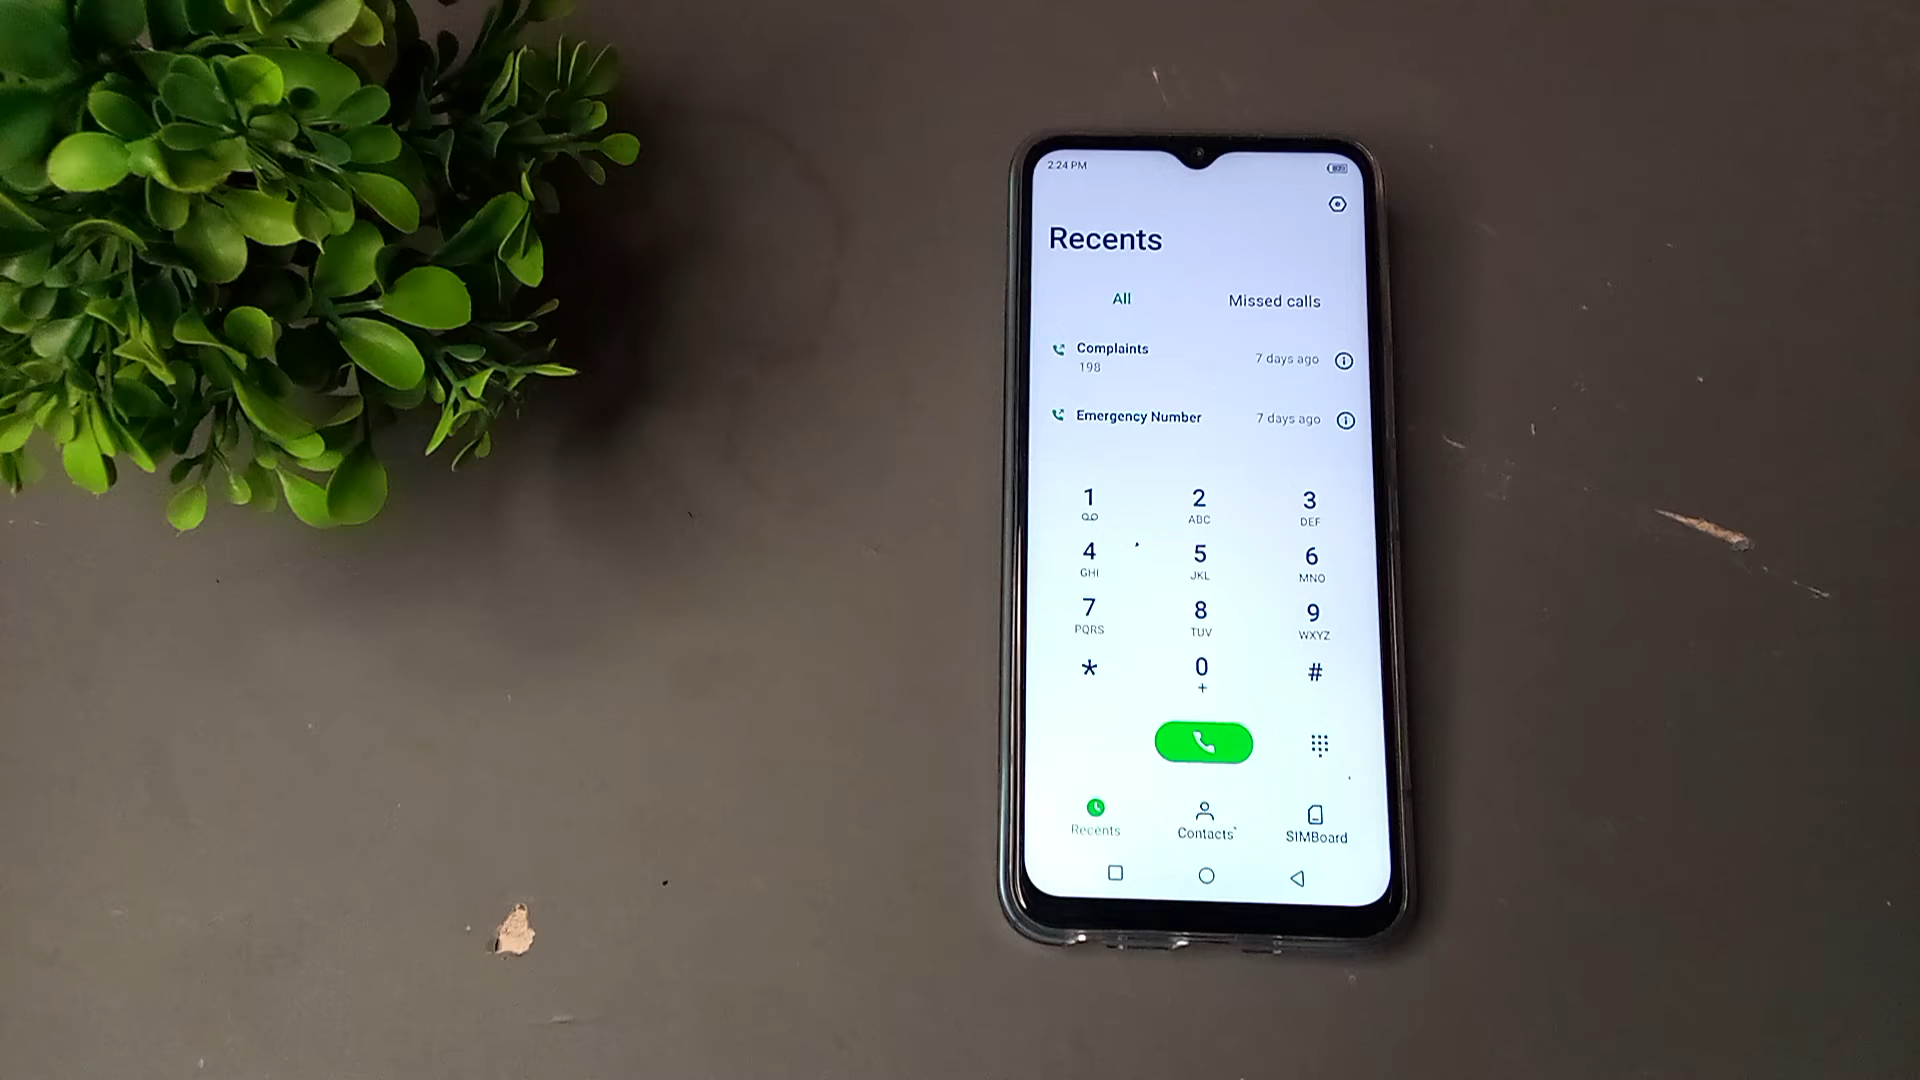 2:24 PM
Recents
All
Missed calls
Complaints
198
7 days ago
Emergency Number
7 days ago
1
2
ABC
3
DEF
4
GHI
5
JKL
6
MNO
7
PQRS
8
TUV
9
WXYZ
*
0
+
#
Recents
Contacts
SIMBoard